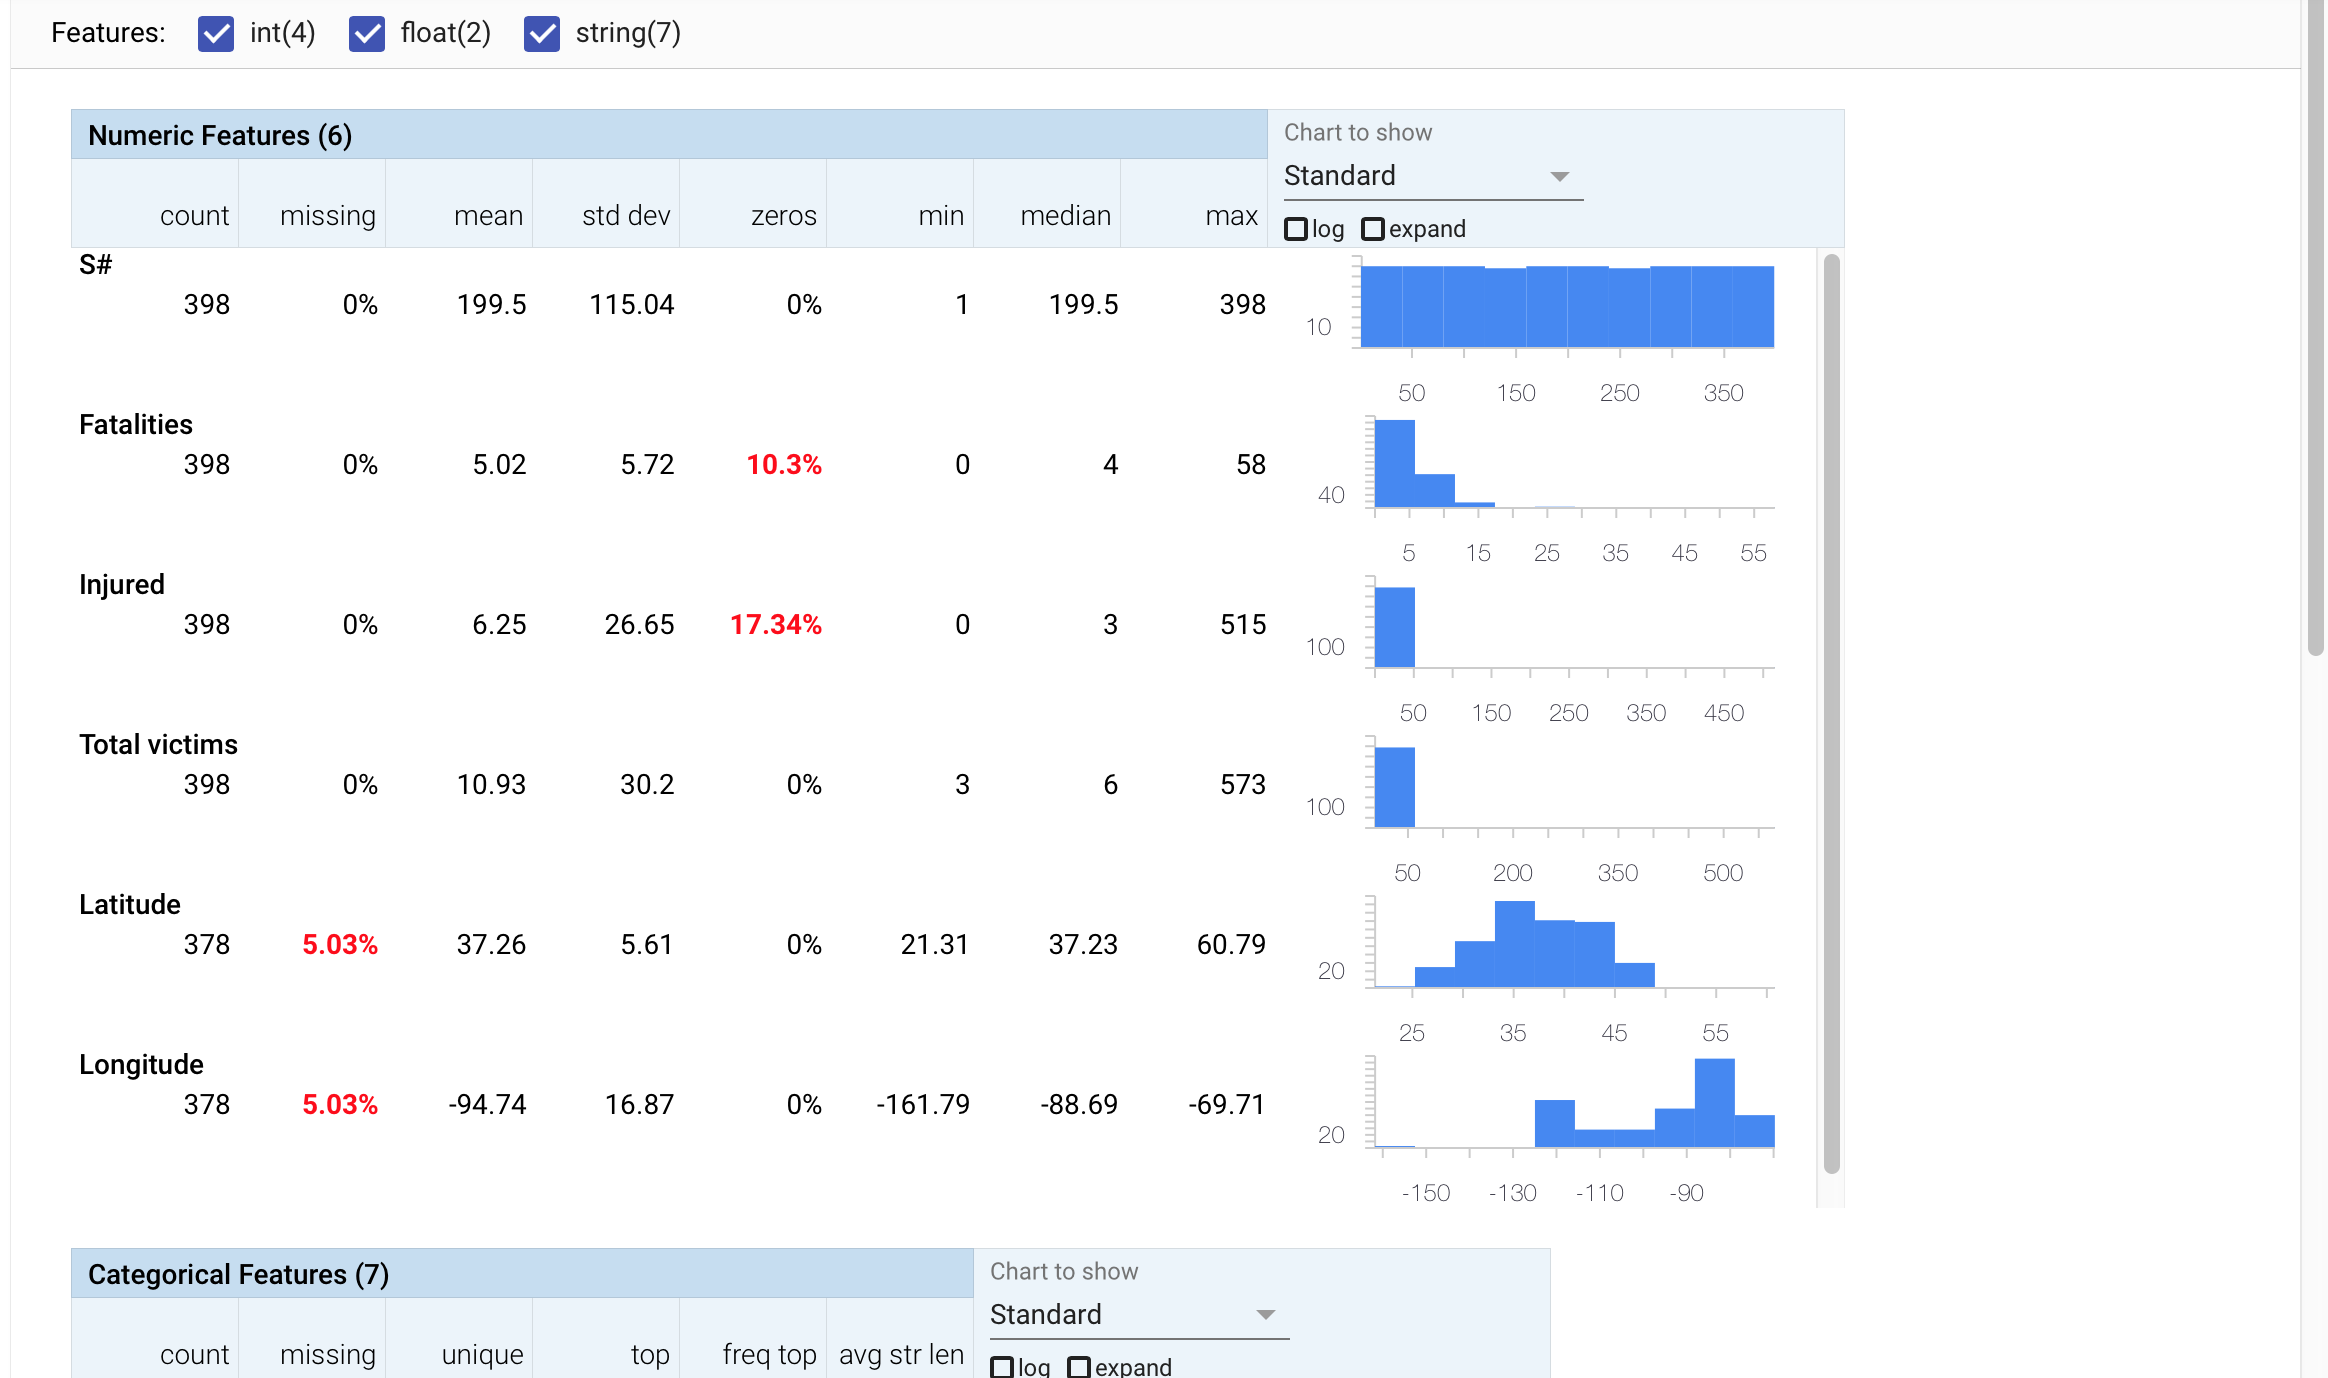 Features: int(4) float(2) string(7)
Numeric Features (6)
Chart to show
Standard
count missing mean std dev zeros min median max
log expand
S#
398 0% 199.5 115.04 0% 1 199.5 398
10
50 150 250 350
Fatalities
398 0% 5.02 5.72 10.3% 0 4 58
40
5 15 25 35 45 55
Injured
398 0% 6.25 26.65 17.34% 0 3 515
100
50 150 250 350 450
Total victims
398 0% 10.93 30.2 0% 3 6 573
100
50 200 350 500
Latitude
378 5.03% 37.26 5.61 0% 21.31 37.23 60.79
20
25 35 45 55
Longitude
378 5.03% -94.74 16.87 0% -161.79 -88.69 -69.71
20
-150 -130 -110 -90
Categorical Features (7)
Chart to show
Standard
count missing unique top freq top avg str len
log expand